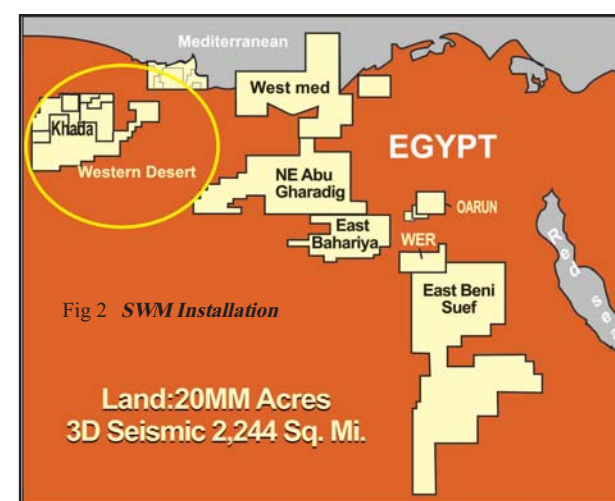 Mediterranean
West med
Khada
Western Desert
EGYPT
NE Abu
Gharadig
OARUN
East
Bahariya
WER
East Beni
Suef
Red sea
Fig 2 SWM Installation
Land:20MM Acres
3D Seismic 2,244 Sq. Mi.